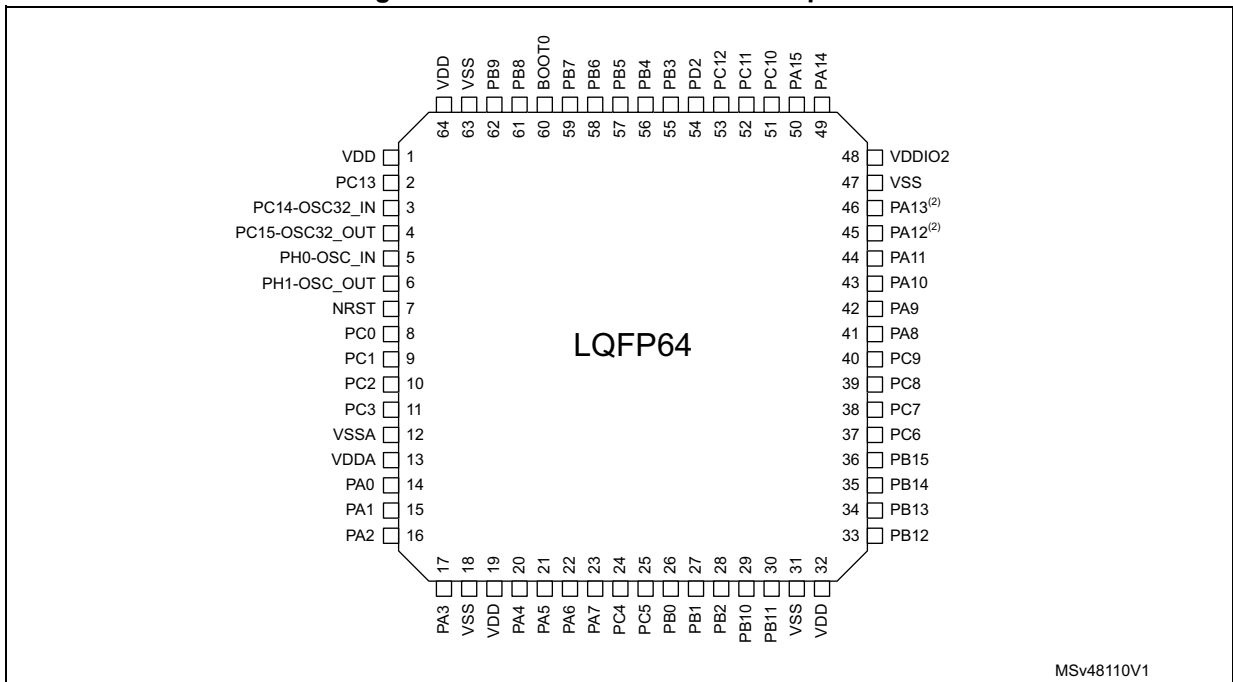 VDD
VSS
PB9
PB8
BOOT0
PB7
PB6
PB5
PB4
PB3
PD2
PC12
PC11
PC10
PA15
PA14
64
63
62
61
60
59
58
57
56
55
54
53
52
51
50
49
VDD 1
PC13 2
PC14-OSC32_IN 3
PC15-OSC32_OUT 4
PH0-OSC_IN 5
PH1-OSC_OUT 6
NRST 7
PC0 8
PC1 9
PC2 10
PC3 11
VSSA 12
VDDA 13
PA0 14
PA1 15
PA2 16
LQFP64
48 VDDIO2
47 VSS
46 PA13(2)
45 PA12(2)
44 PA11
43 PA10
42 PA9
41 PA8
40 PC9
39 PC8
38 PC7
37 PC6
36 PB15
35 PB14
34 PB13
33 PB12
17
18
19
20
21
22
23
24
25
26
27
28
29
30
31
32
PA3
VSS
VDD
PA4
PA5
PA6
PA7
PC4
PC5
PB0
PB1
PB2
PB10
PB11
VSS
VDD
MSv48110V1